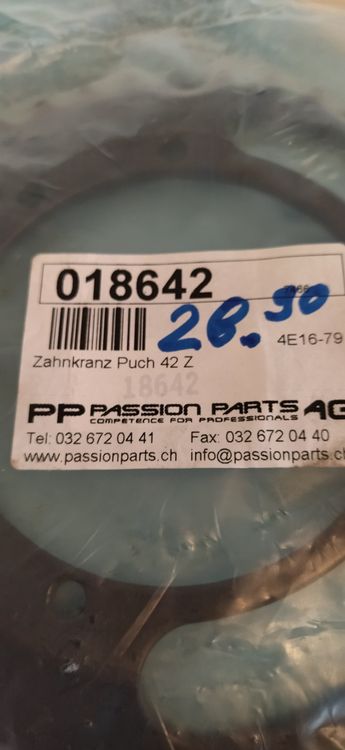 018642
28.90
4E16-79
Zahnkranz Puch 42 Z
18642
PP PASSION PARTS AG
COMPETENCE FOR PROFESSIONALS
Tel: 032 672 04 41 Fax: 032 672 04 40
www.passionparts.ch info@passionparts.ch